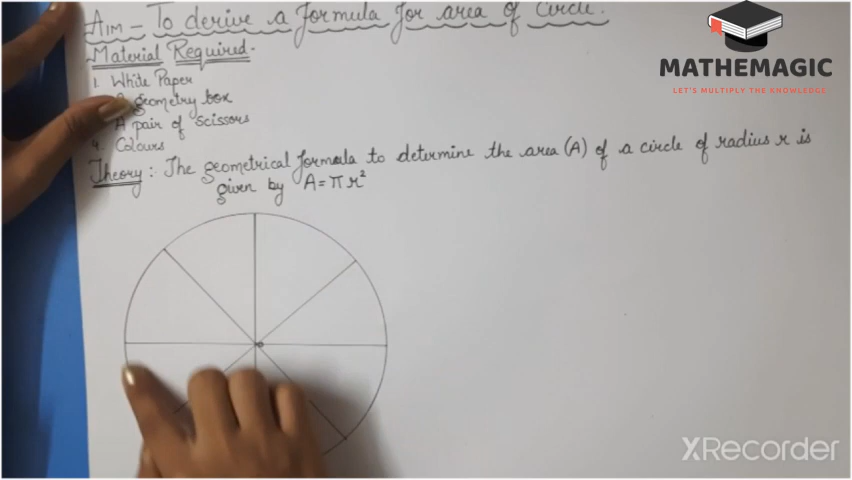 Aim - To derive a formula for area of Circle.
Material Required.
1. White Paper
geometry box
A pair of scissors
4. Colours
Theory: The geometrical formula to determine the area (A) of a circle of radius r is
given by A = πr²
MATHEMAGIC
LET'S MULTIPLY THE KNOWLEDGE
XRecorder